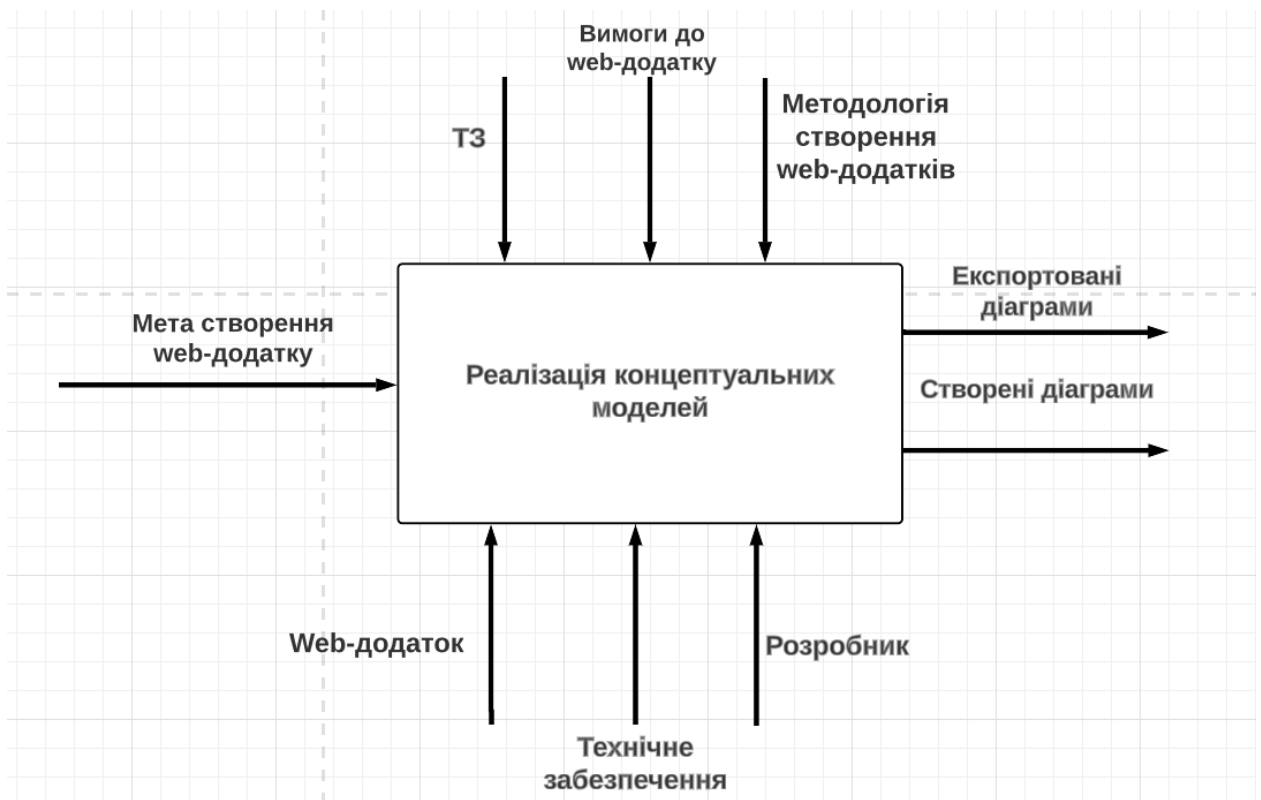 Вимоги до
web-додатку
ТЗ
Методологія
створення
web-додатків
Експортовані
діаграми
Мета створення
web-додатку
Реалізація концептуальних
моделей
Створені діаграми
Web-додаток
Розробник
Технічне
забезпечення